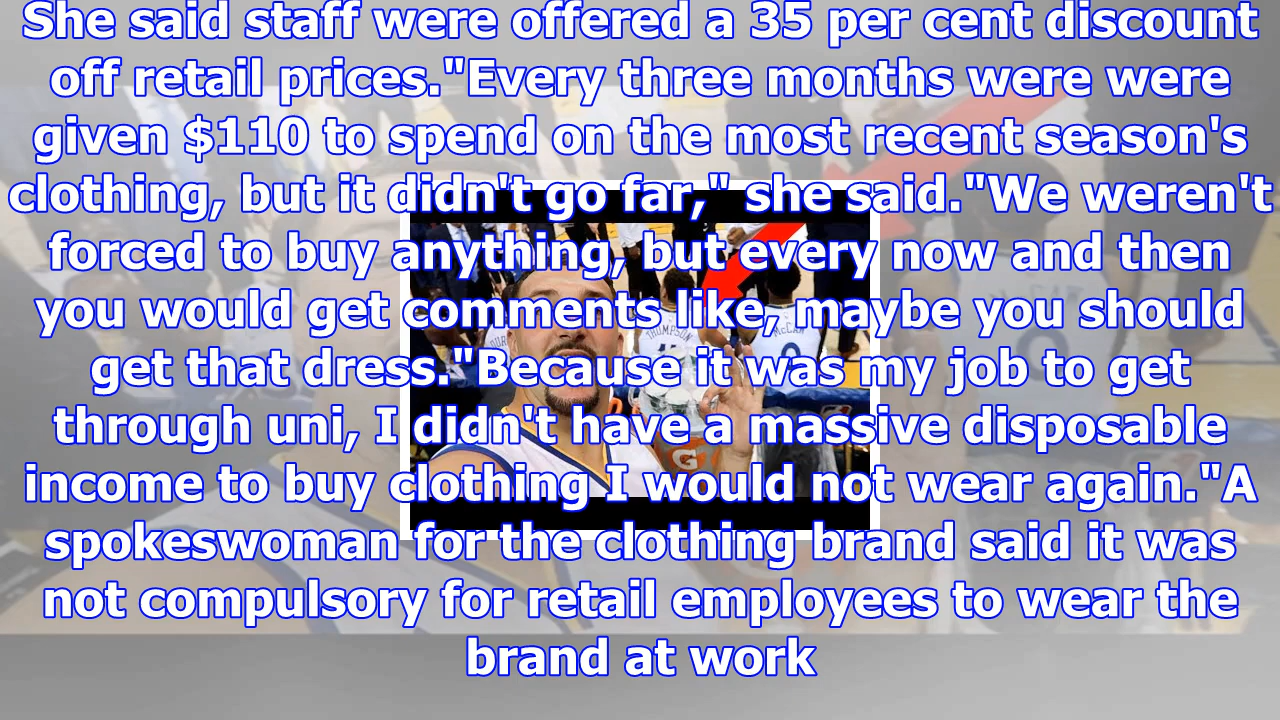 She said staff were offered a 35 per cent discount
off retail prices."Every three months were were
given $110 to spend on the most recent season's
clothing, but it didn't go far," she said."We weren't
forced to buy anything, but every now and then
you would get comments like, maybe you should
get that dress."Because it was my job to get
through uni, I didn't have a massive disposable
income to buy clothing I would not wear again."A
spokeswoman for the clothing brand said it was
not compulsory for retail employees to wear the
brand at work
THOMPSON
McCAW
0
G